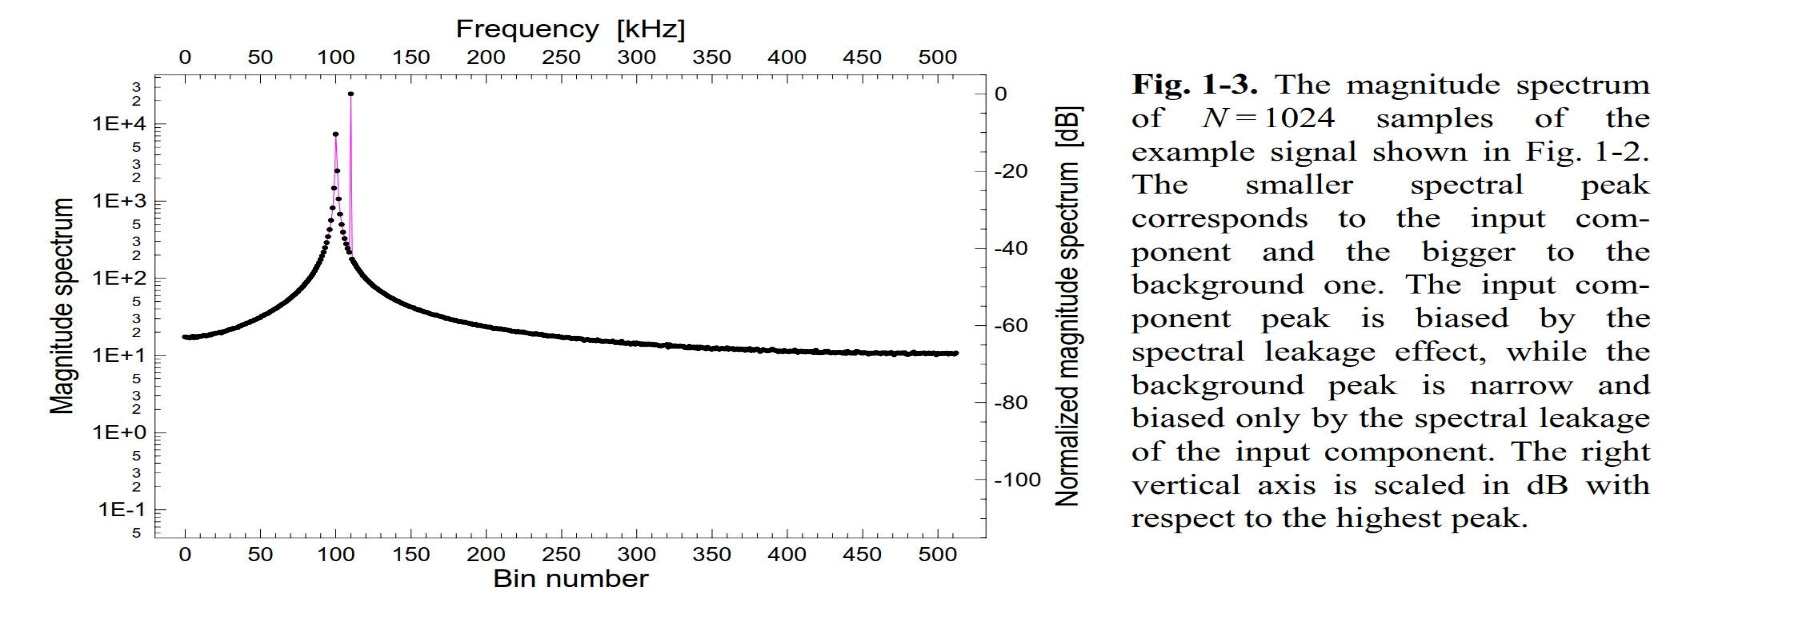 Frequency [kHz]
0 50 100 150 200 250 300 350 400 450 500
3
2
1E+4
5
3
2
1E+3
5
3
2
1E+2
5
3
2
1E+1
5
3
2
1E+0
5
3
2
1E-1
5
Magnitude spectrum
0
-20
-40
-60
-80
-100
Normalized magnitude spectrum [dB]
0 50 100 150 200 250 300 350 400 450 500
Bin number
Fig. 1-3. The magnitude spectrum
of N=1024 samples of the
example signal shown in Fig. 1-2.
The smaller spectral peak
corresponds to the input com-
ponent and the bigger to the
background one. The input com-
ponent peak is biased by the
spectral leakage effect, while the
background peak is narrow and
biased only by the spectral leakage
of the input component. The right
vertical axis is scaled in dB with
respect to the highest peak.